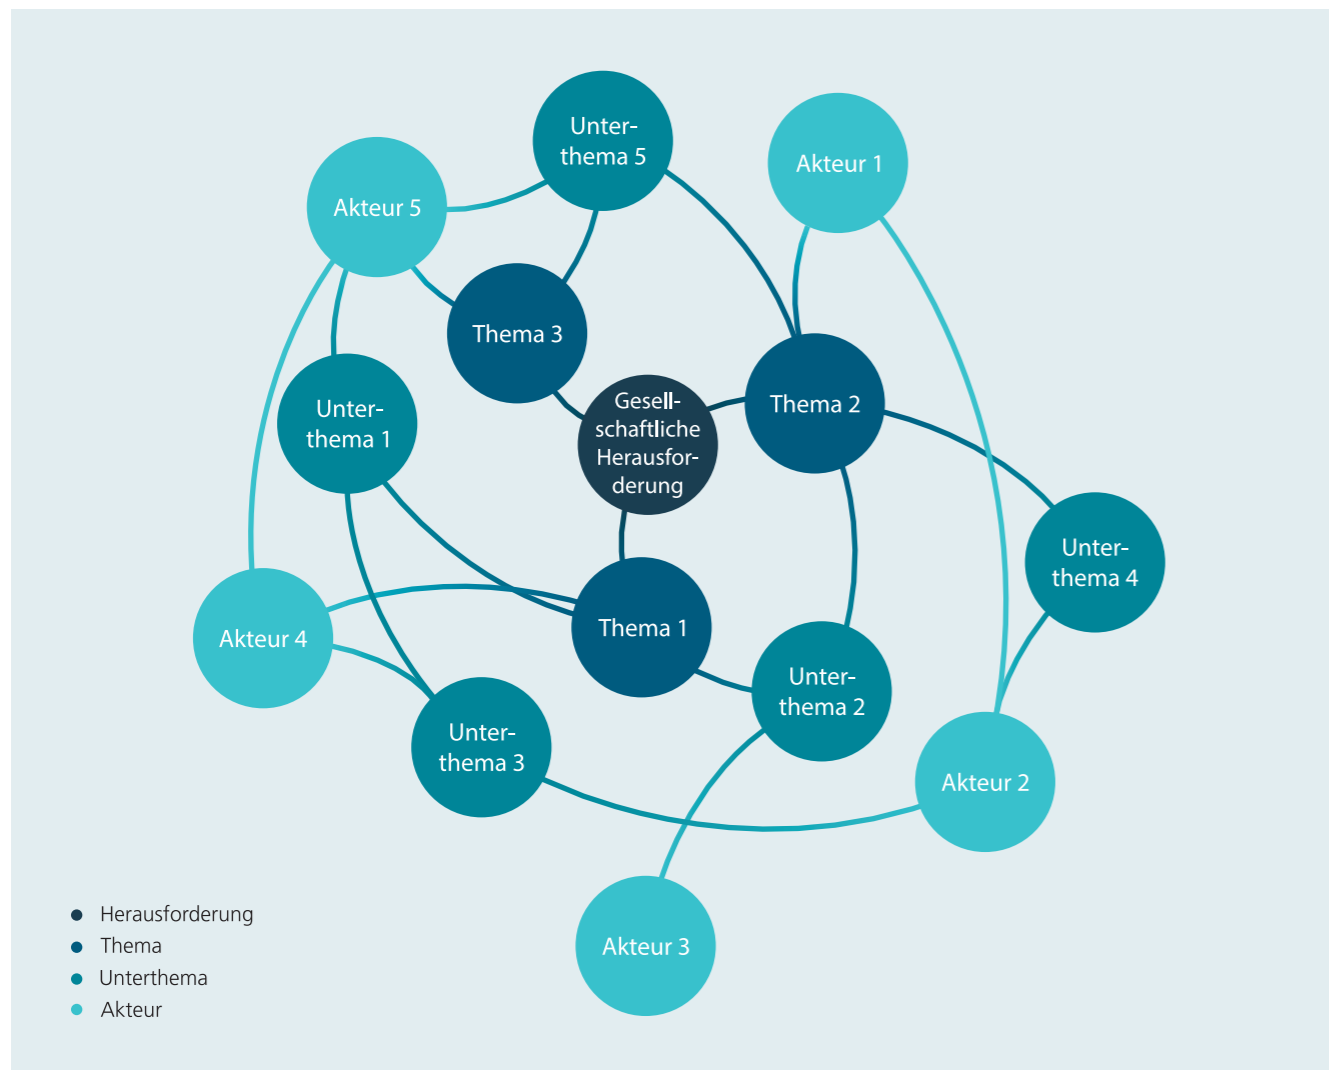 Unter-
thema 5
Akteur 1
Akteur 5
Thema 3
Gesell-
schaftliche
Herausfor-
derung
Thema 2
Unter-
thema 1
Unter-
thema 4
Akteur 4
Thema 1
Unter-
thema 2
Unter-
thema 3
Akteur 2
Akteur 3
Herausforderung
Thema
Unterthema
Akteur